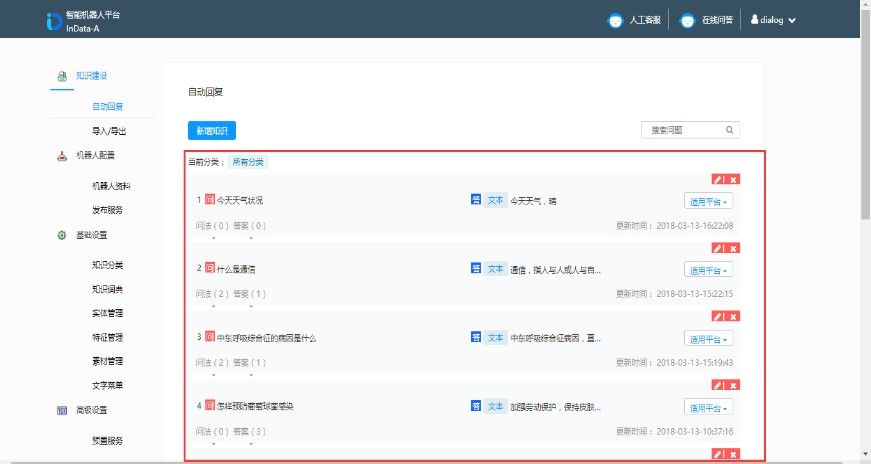 智能机器人平台
InData-A
人工客服
在线问答
dialog
知识建设
自动回复
导入/导出
机器人配置
机器人资料
发布服务
基础设置
知识分类
知识词典
实体管理
特征管理
素材管理
文字菜单
高级设置
预置服务
自动回复
新增知识
搜索问题
当前分类： 所有分类
1 问 今天天气状况 答 文本 今天天气，晴 适用平台
问法 ( 0 ) 答案 ( 0 ) 更新时间： 2018-03-13-16:22:08
2 问 什么是通信 答 文本 通信，指人与人或人与自... 适用平台
问法 ( 2 ) 答案 ( 1 ) 更新时间： 2018-03-13-15:22:15
3 问 中东呼吸综合征的病因是什么 答 文本 中东呼吸综合征病因，直... 适用平台
问法 ( 2 ) 答案 ( 1 ) 更新时间： 2018-03-13-15:19:43
4 问 怎样预防葡萄球菌感染 答 文本 加强劳动保护，保持皮肤... 适用平台
问法 ( 0 ) 答案 ( 3 ) 更新时间： 2018-03-13-10:37:16